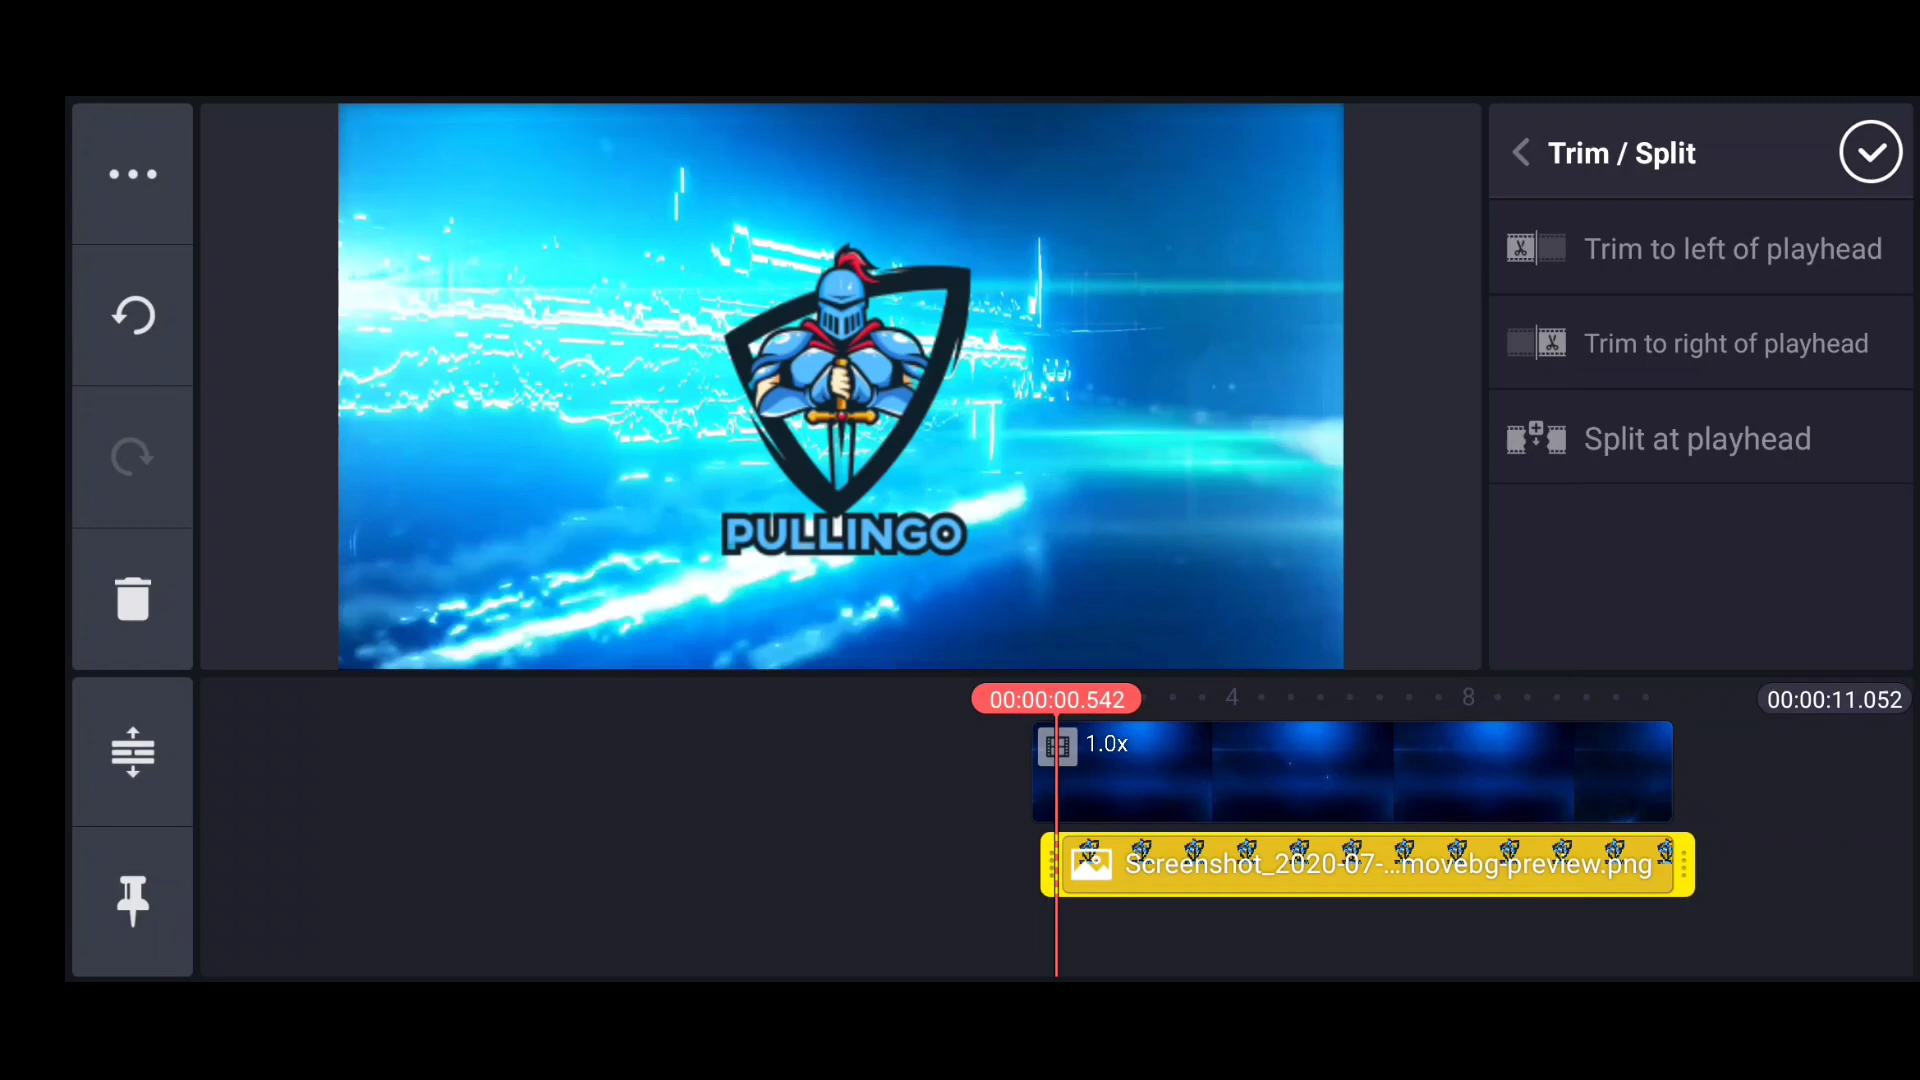 Trim / Split
Trim to left of playhead
Trim to right of playhead
Split at playhead
PULLINGO
00:00:00.542
4
8
00:00:11.052
1.0x
Screenshot_2020-07-...movebg-preview.png